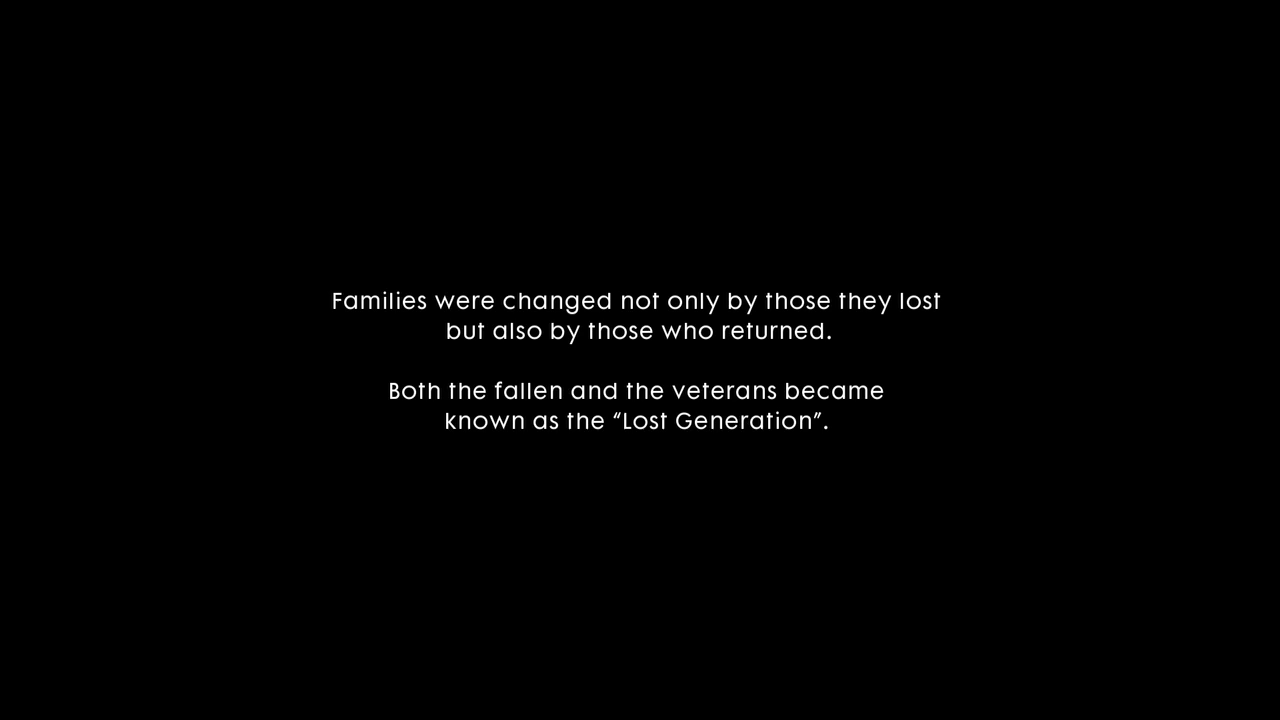 Families were changed not only by those they lost
but also by those who returned.
Both the fallen and the veterans became
known as the “Lost Generation”.